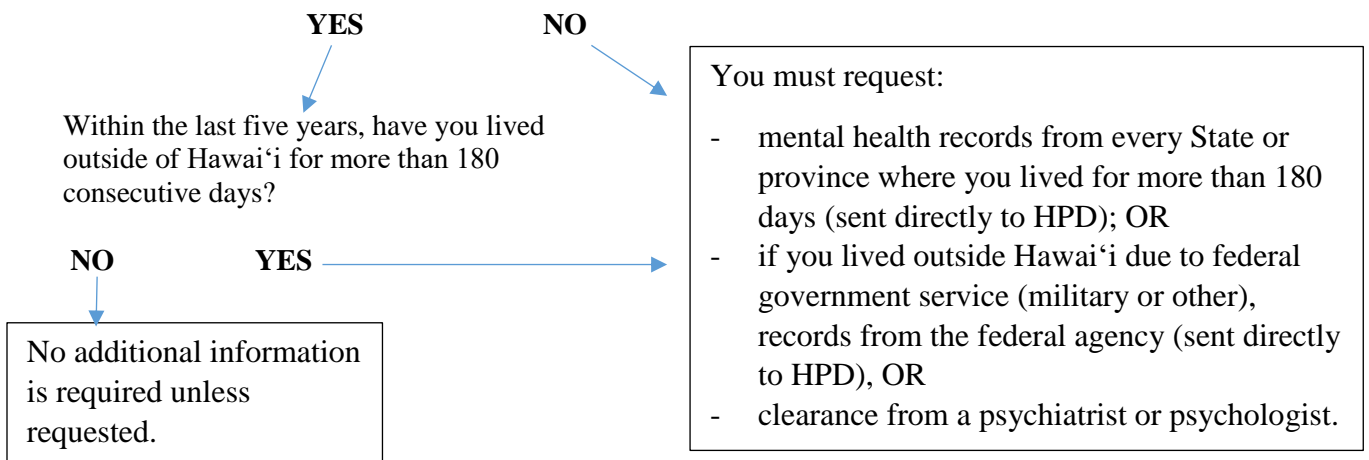 YES NO
Within the last five years, have you lived
outside of Hawai‘i for more than 180
consecutive days?
NO YES
No additional information
is required unless
requested.
You must request:
- mental health records from every State or
province where you lived for more than 180
days (sent directly to HPD); OR
- if you lived outside Hawai‘i due to federal
government service (military or other),
records from the federal agency (sent directly
to HPD), OR
- clearance from a psychiatrist or psychologist.